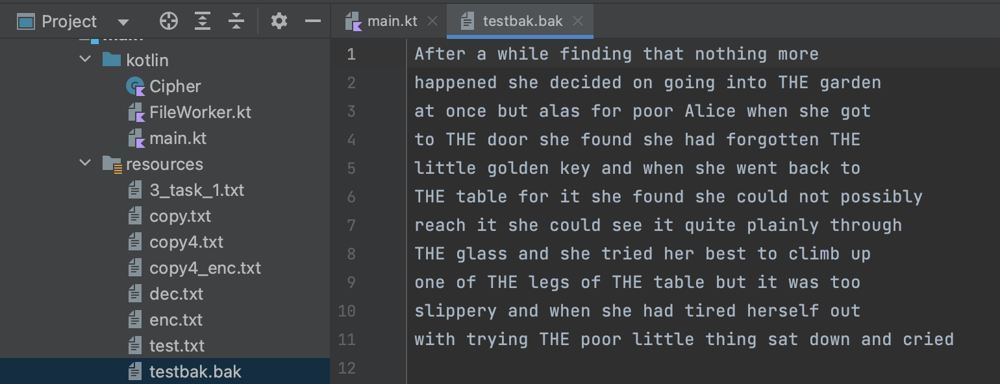 Project
main.kt
testbak.bak
main
kotlin
Cipher
FileWorker.kt
main.kt
resources
3_task_1.txt
copy.txt
copy4.txt
copy4_enc.txt
dec.txt
enc.txt
test.txt
testbak.bak
1 After a while finding that nothing more
2 happened she decided on going into THE garden
3 at once but alas for poor Alice when she got
4 to THE door she found she had forgotten THE
5 little golden key and when she went back to
6 THE table for it she found she could not possibly
7 reach it she could see it quite plainly through
8 THE glass and she tried her best to climb up
9 one of THE legs of THE table but it was too
10 slippery and when she had tired herself out
11 with trying THE poor little thing sat down and cried
12